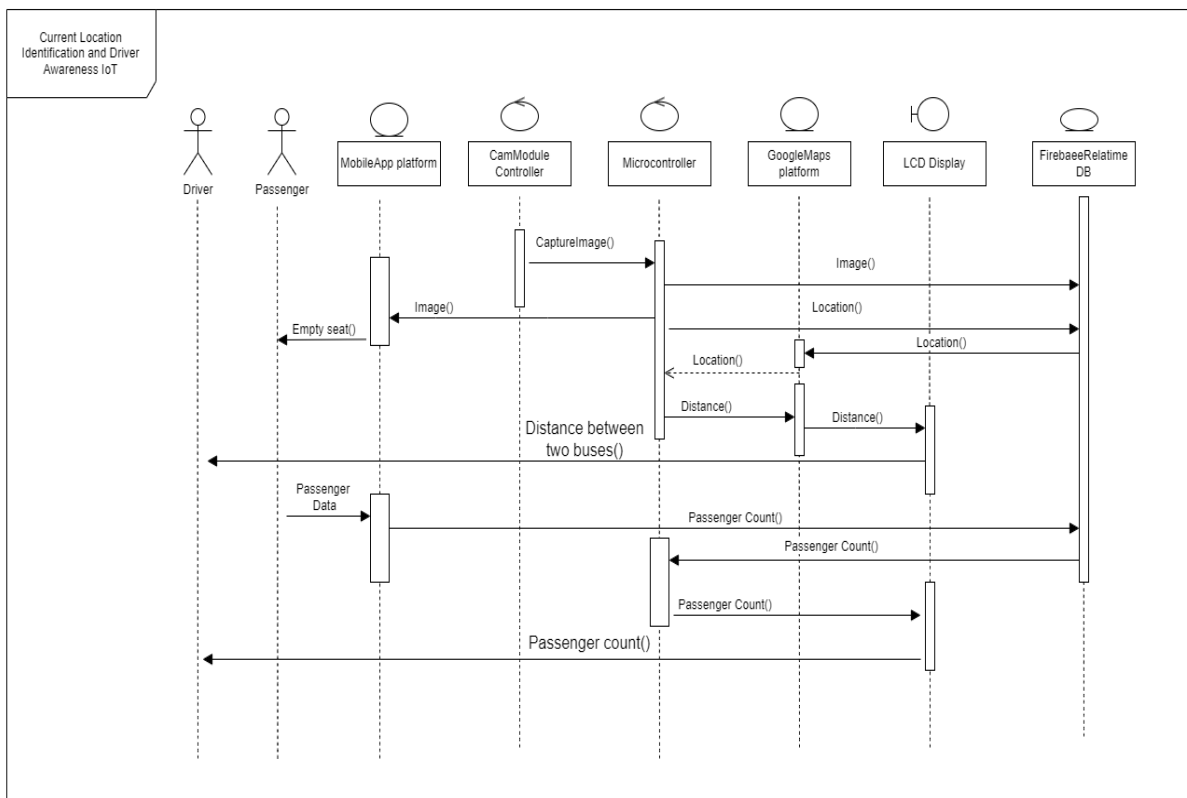 Current Location
Identification and Driver
Awareness IoT
Driver
Passenger
MobileApp platform
CamModule
Controller
Microcontroller
GoogleMaps
platform
LCD Display
FirebaeeRelatime
DB
CaptureImage()
Image()
Image()
Location()
Empty seat()
Location()
Location()
Distance()
Distance()
Distance between
two buses()
Passenger
Data
Passenger Count()
Passenger Count()
Passenger Count()
Passenger count()